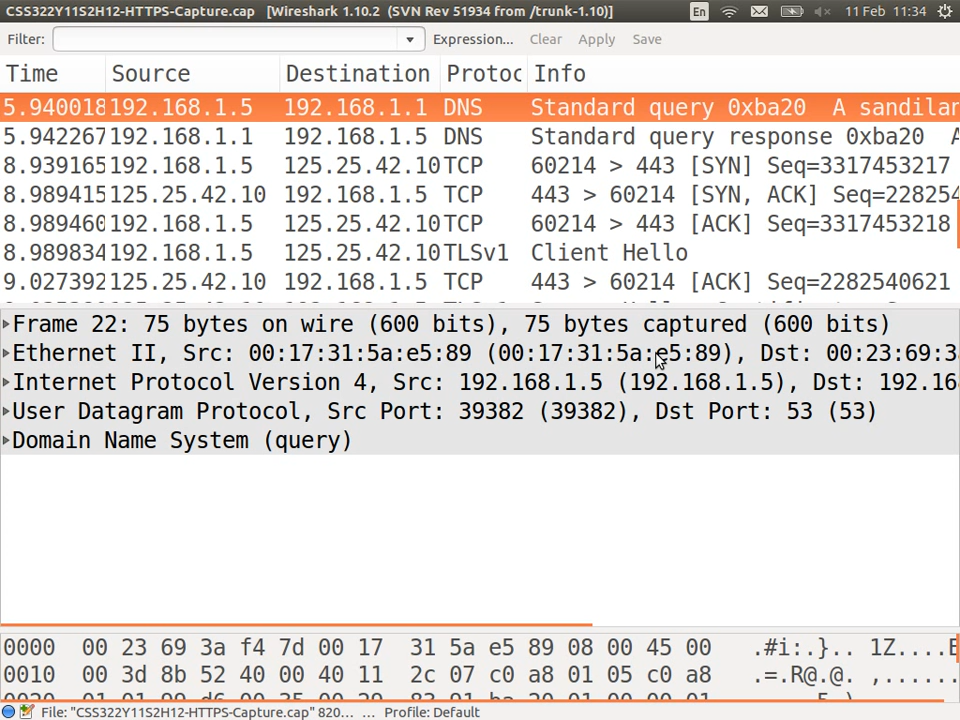 CSS322Y11S2H12-HTTPS-Capture.cap [Wireshark 1.10.2 (SVN Rev 51934 from /trunk-1.10)] En 11 Feb 11:34
Filter: Expression... Clear Apply Save
Time Source Destination Protoc Info
5.940018 192.168.1.5 192.168.1.1 DNS Standard query 0xba20 A sandilan
5.942267 192.168.1.1 192.168.1.5 DNS Standard query response 0xba20 A
8.939165 192.168.1.5 125.25.42.10 TCP 60214 > 443 [SYN] Seq=3317453217
8.989415 125.25.42.10 192.168.1.5 TCP 443 > 60214 [SYN, ACK] Seq=228254
8.989460 192.168.1.5 125.25.42.10 TCP 60214 > 443 [ACK] Seq=3317453218
8.989834 192.168.1.5 125.25.42.10 TLSv1 Client Hello
9.027392 125.25.42.10 192.168.1.5 TCP 443 > 60214 [ACK] Seq=2282540621
Frame 22: 75 bytes on wire (600 bits), 75 bytes captured (600 bits)
Ethernet II, Src: 00:17:31:5a:e5:89 (00:17:31:5a:e5:89), Dst: 00:23:69:3a
Internet Protocol Version 4, Src: 192.168.1.5 (192.168.1.5), Dst: 192.16
User Datagram Protocol, Src Port: 39382 (39382), Dst Port: 53 (53)
Domain Name System (query)
0000 00 23 69 3a f4 7d 00 17 31 5a e5 89 08 00 45 00 .#i:.}.. 1Z....E
0010 00 3d 8b 52 40 00 40 11 2c 07 c0 a8 01 05 c0 a8 .=.R@.@. ,......
File: "CSS322Y11S2H12-HTTPS-Capture.cap" 820... ... Profile: Default